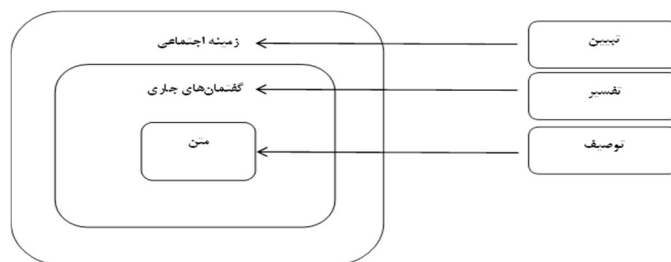 تبیین
زمینه اجتماعی
تفسیر
گفتمان‌های جاری
توصیف
متن